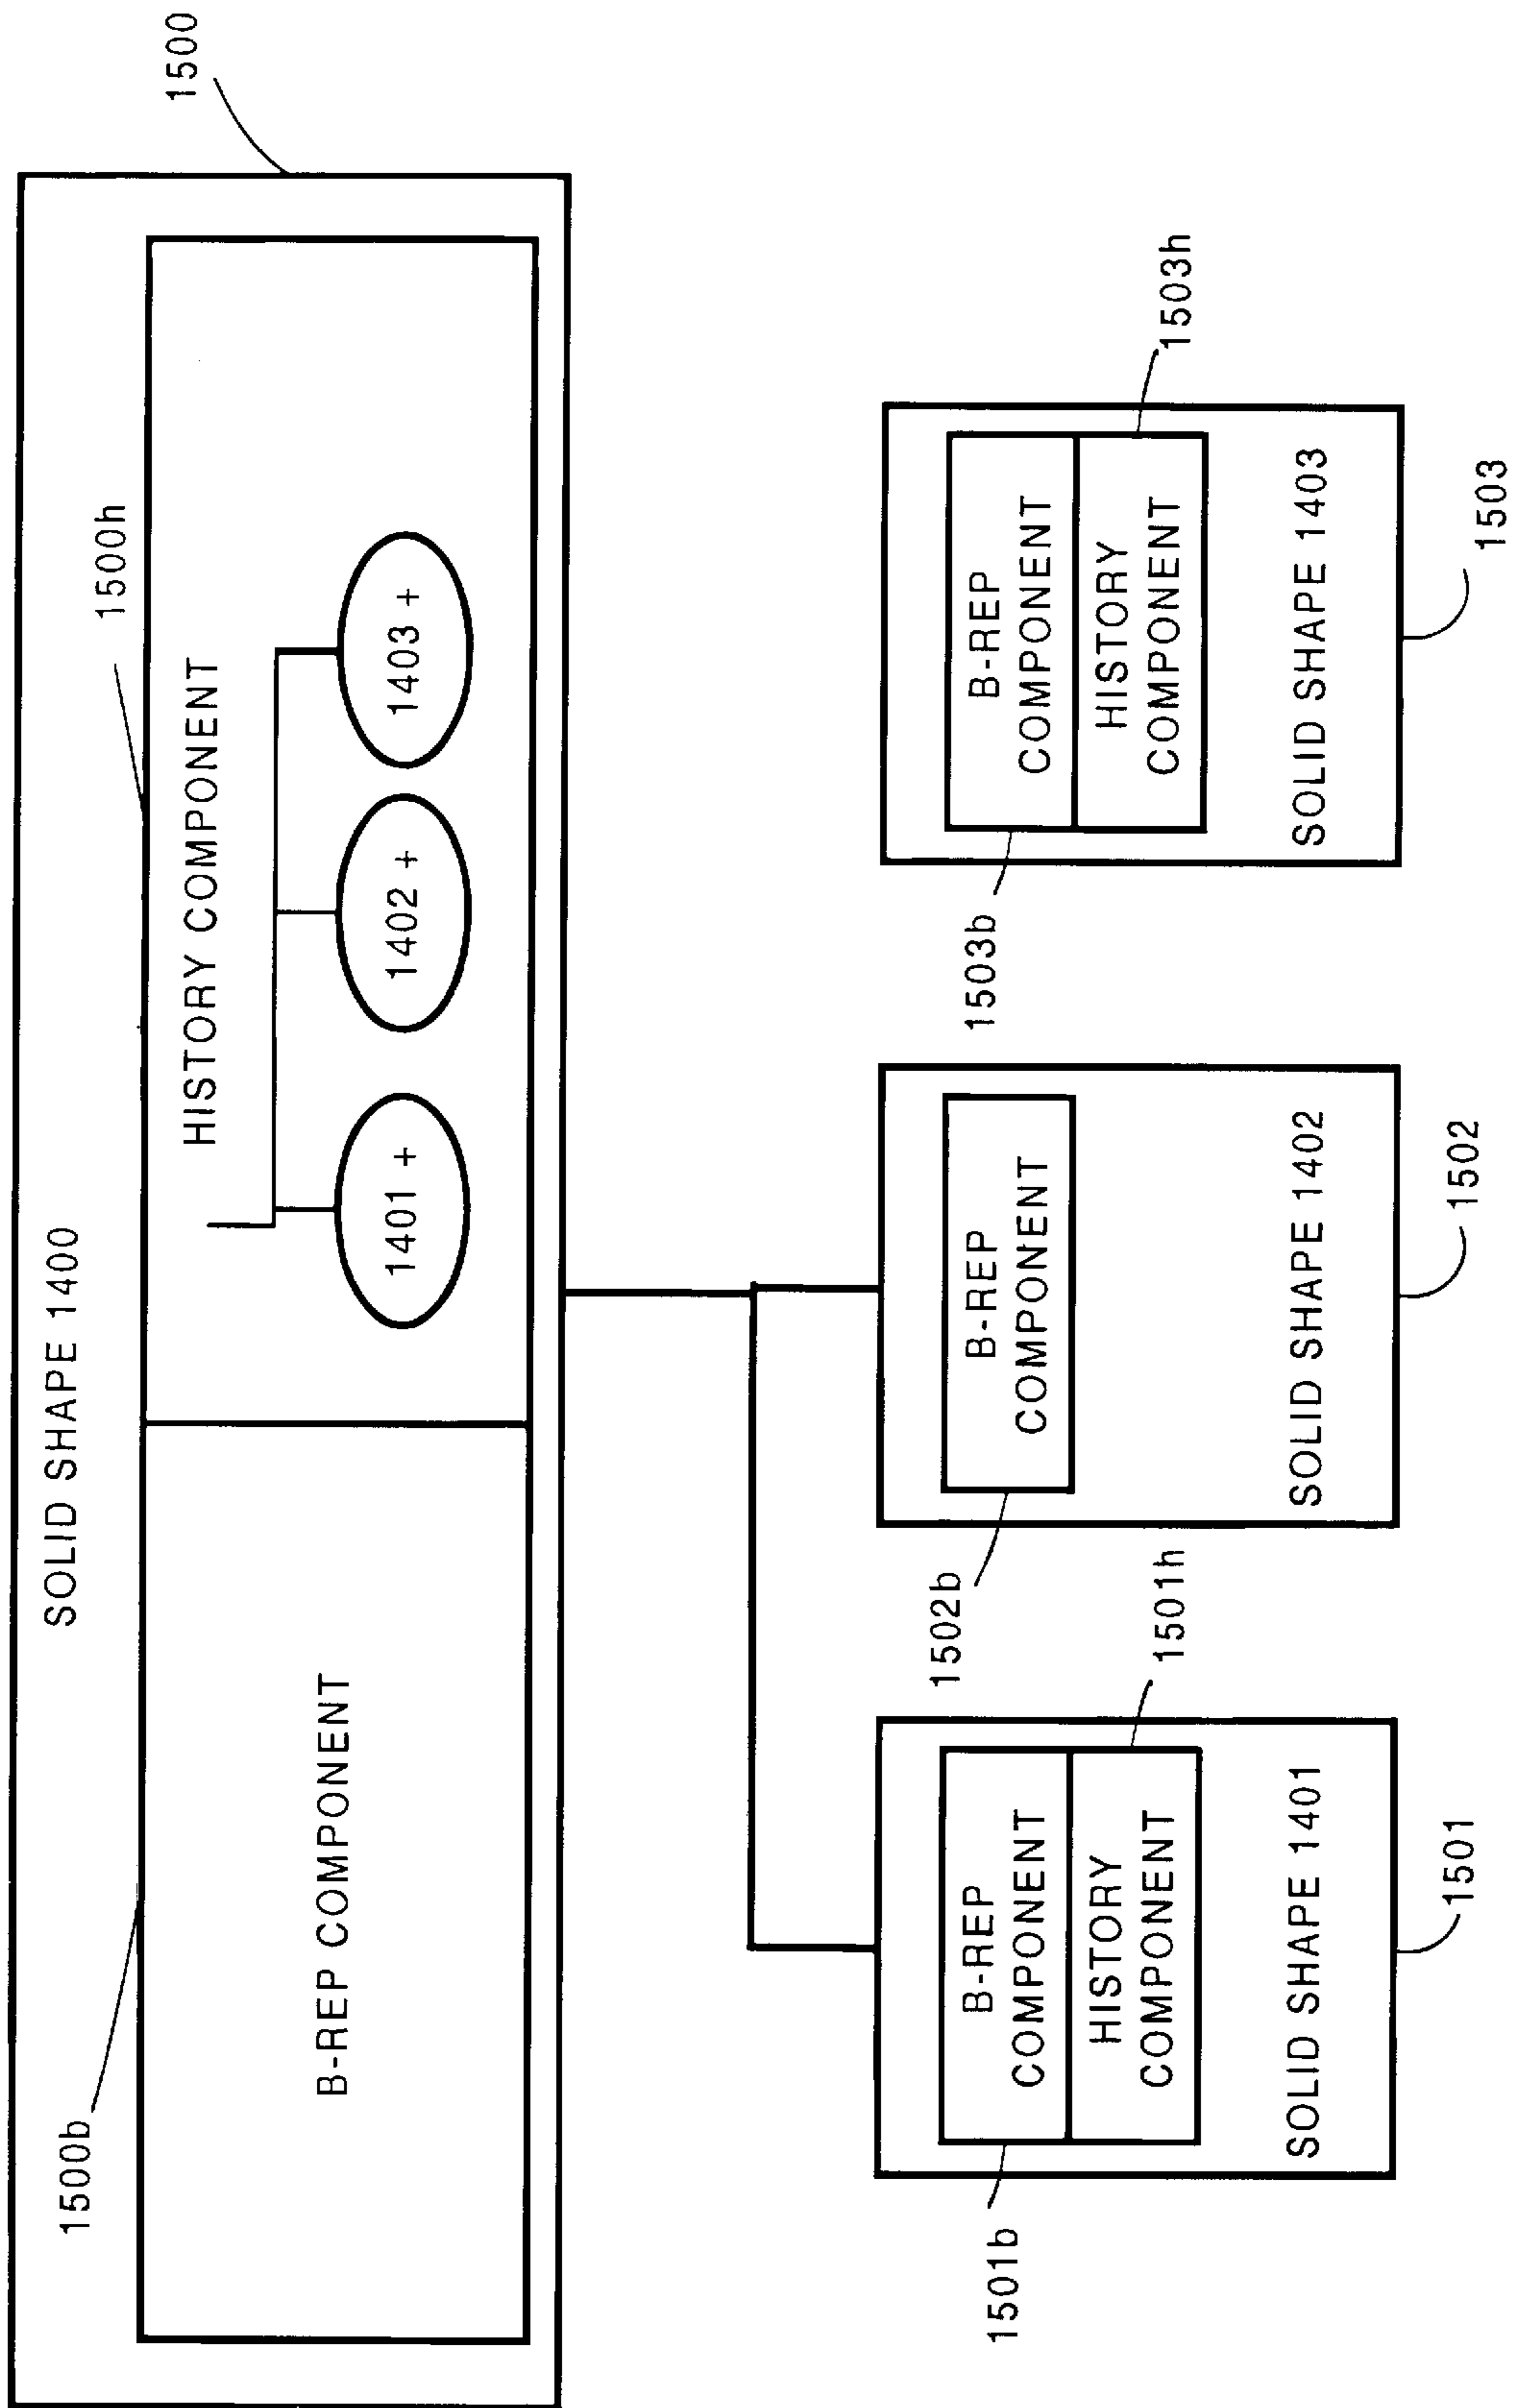 1500
SOLID SHAPE 1400
1500b
1500h
B-REP COMPONENT
HISTORY COMPONENT
1401 +
1402 +
1403 +
1501b
B-REP
COMPONENT
HISTORY
COMPONENT
1501h
SOLID SHAPE 1401
1501
1502b
B-REP
COMPONENT
SOLID SHAPE 1402
1502
1503b
B-REP
COMPONENT
HISTORY
COMPONENT
1503h
SOLID SHAPE 1403
1503